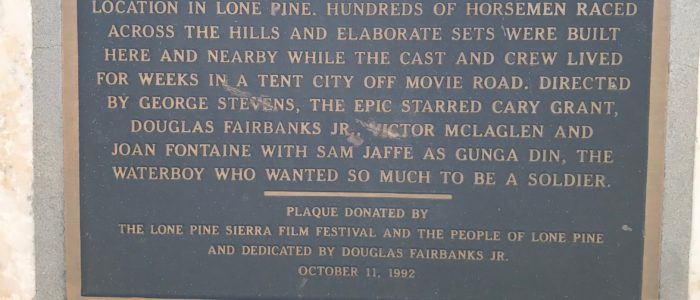 LOCATION IN LONE PINE. HUNDREDS OF HORSEMEN RACED
ACROSS THE HILLS AND ELABORATE SETS WERE BUILT
HERE AND NEARBY WHILE THE CAST AND CREW LIVED
FOR WEEKS IN A TENT CITY OFF MOVIE ROAD. DIRECTED
BY GEORGE STEVENS, THE EPIC STARRED CARY GRANT,
DOUGLAS FAIRBANKS JR., VICTOR MCLAGLEN AND
JOAN FONTAINE WITH SAM JAFFE AS GUNGA DIN, THE
WATERBOY WHO WANTED SO MUCH TO BE A SOLDIER.
PLAQUE DONATED BY
THE LONE PINE SIERRA FILM FESTIVAL AND THE PEOPLE OF LONE PINE
AND DEDICATED BY DOUGLAS FAIRBANKS JR.
OCTOBER 11, 1992